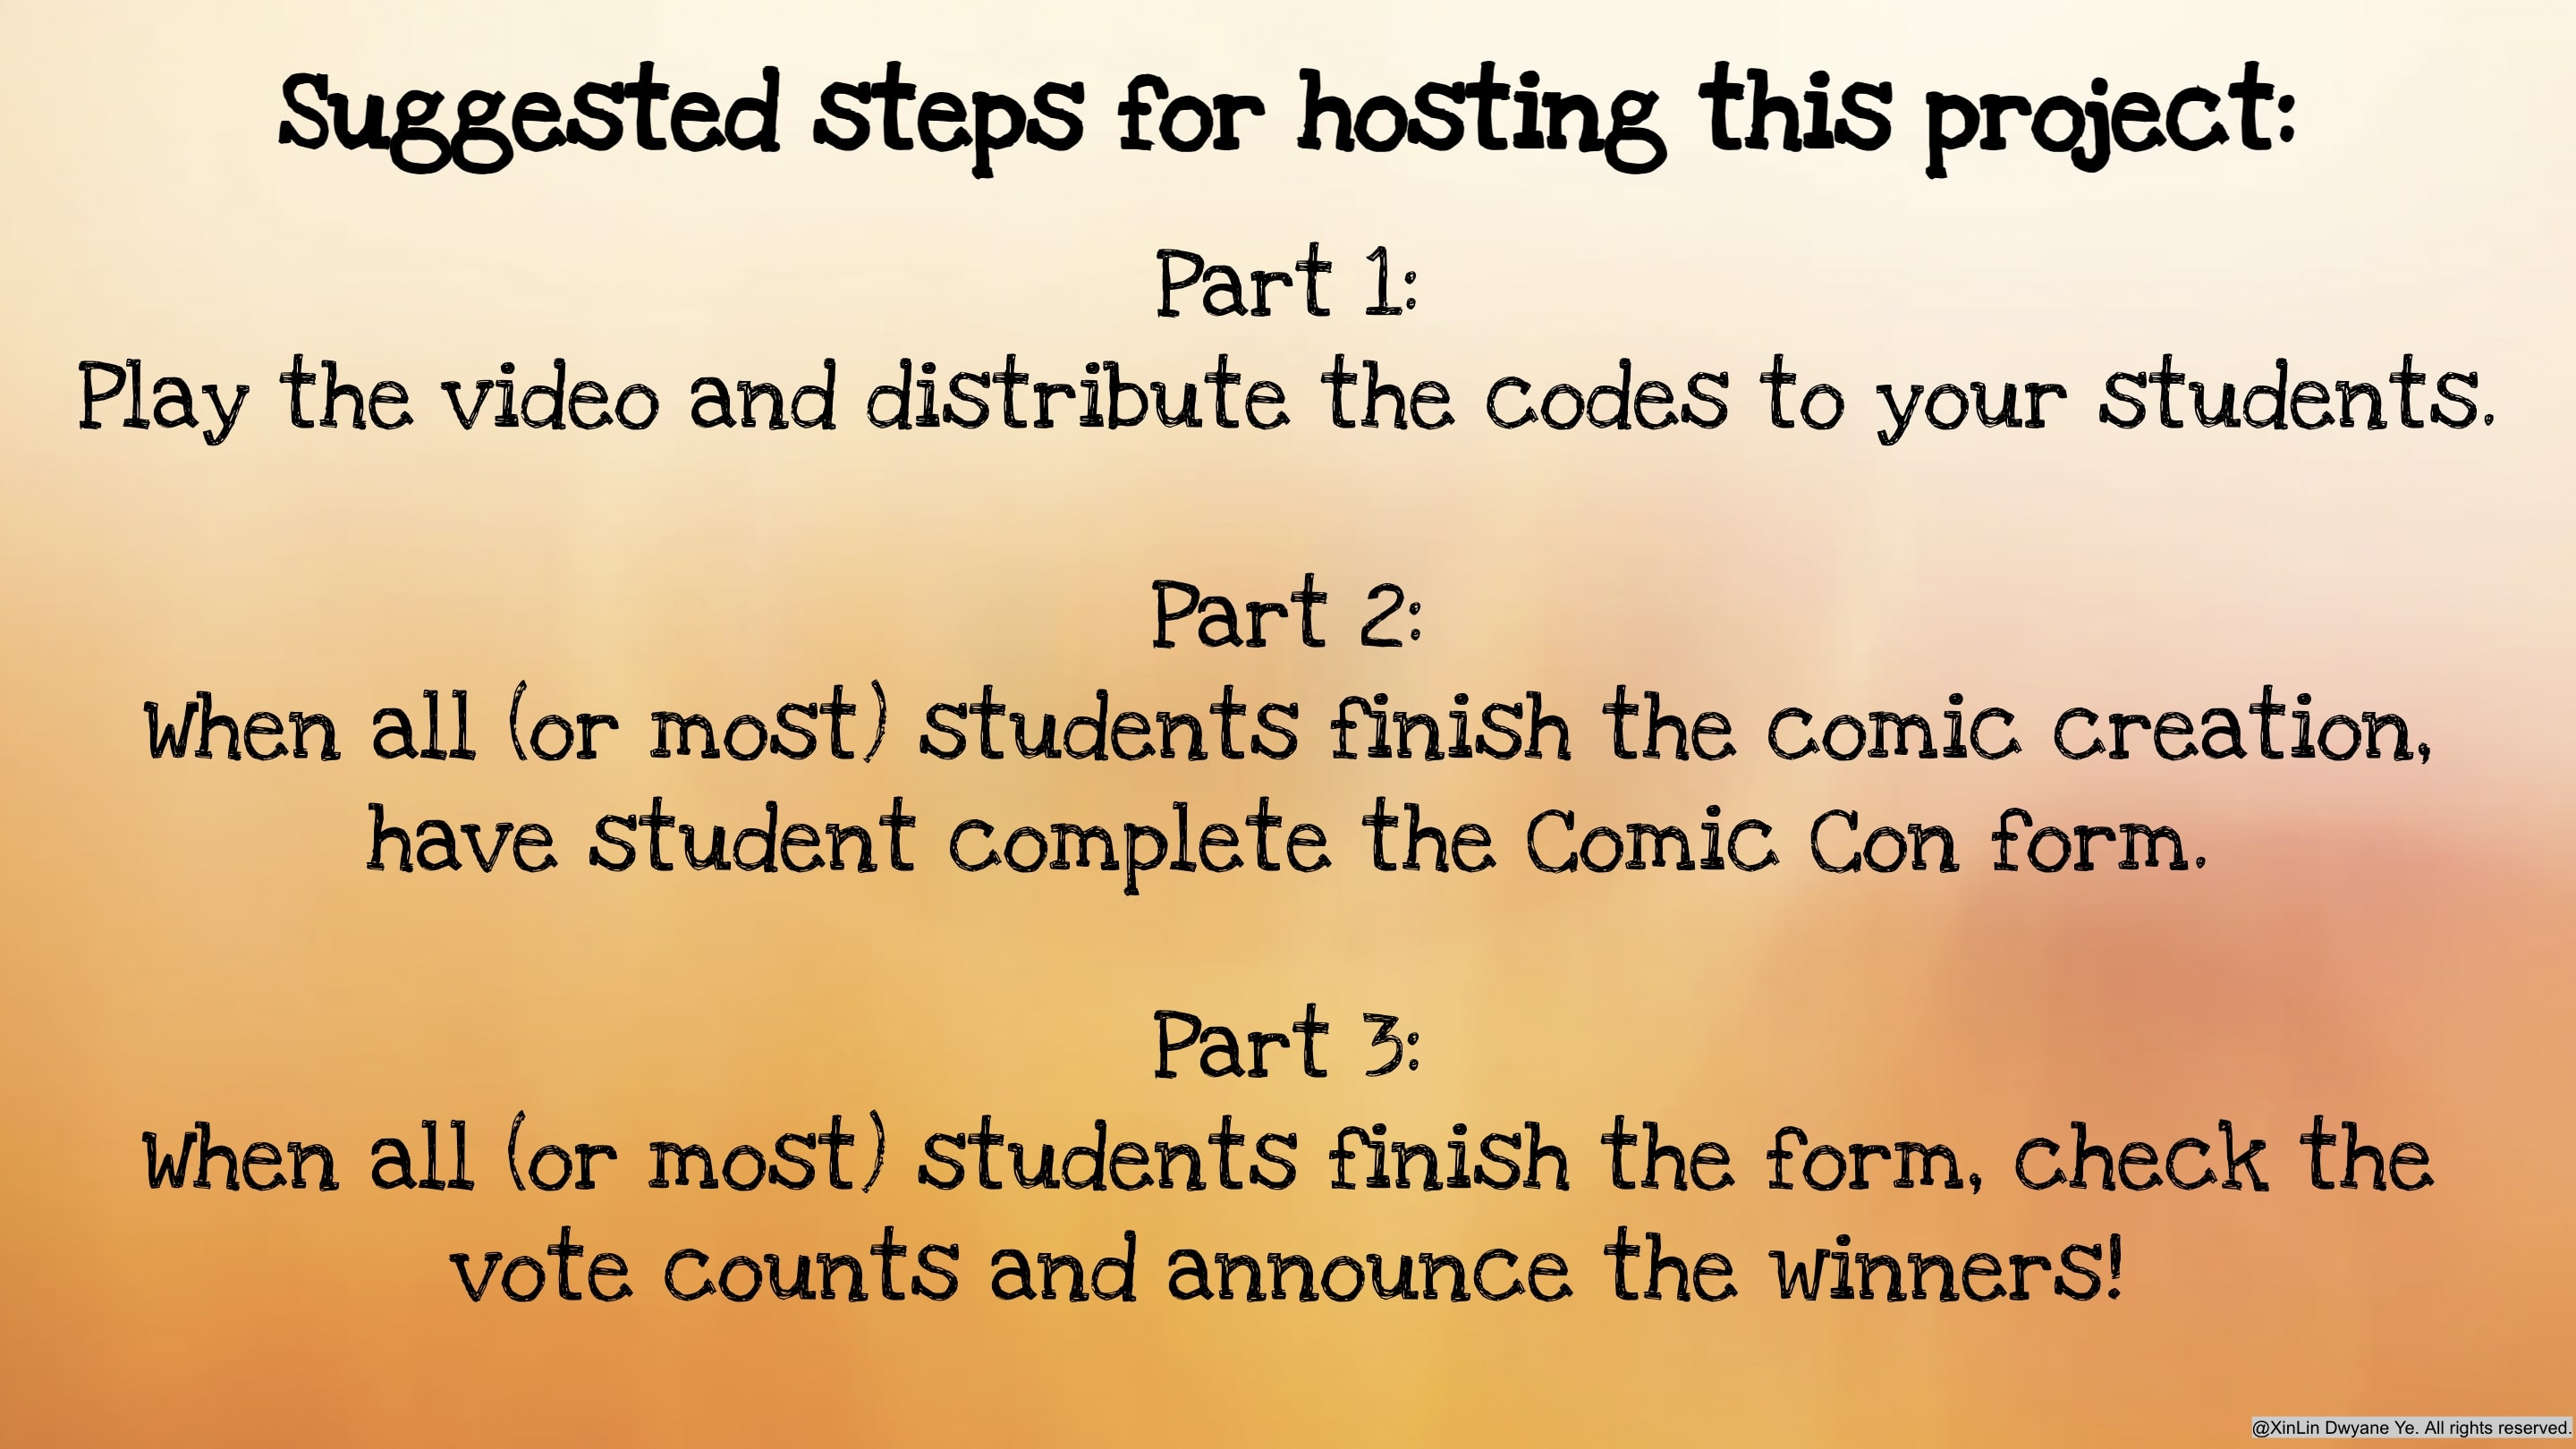 Suggested steps for hosting this project:
Part 1:
Play the video and distribute the codes to your students.
Part 2:
When all (or most) students finish the comic creation,
have student complete the Comic Con form.
Part 3:
When all (or most) students finish the form, check the
vote counts and announce the winners!
@XinLin Dwyane Ye. All rights reserved.